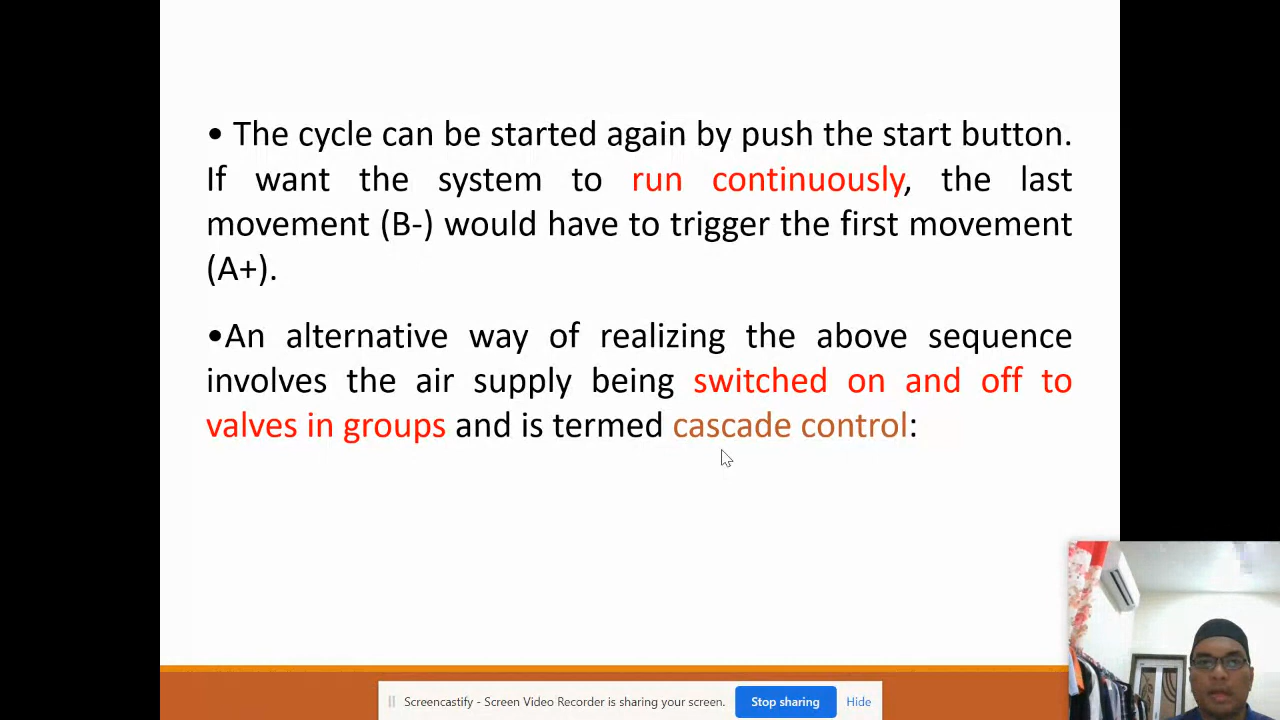 • The cycle can be started again by push the start button.
If want the system to run continuously, the last
movement (B-) would have to trigger the first movement
(A+).
•An alternative way of realizing the above sequence
involves the air supply being switched on and off to
valves in groups and is termed cascade control:
Screencastify - Screen Video Recorder is sharing your screen. Stop sharing Hide